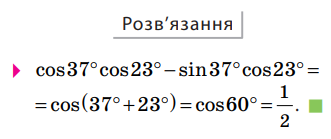 Розв'язання
cos37°cos23° – sin37°cos23° =
= cos(37°+23°) = cos60° = 1/2.